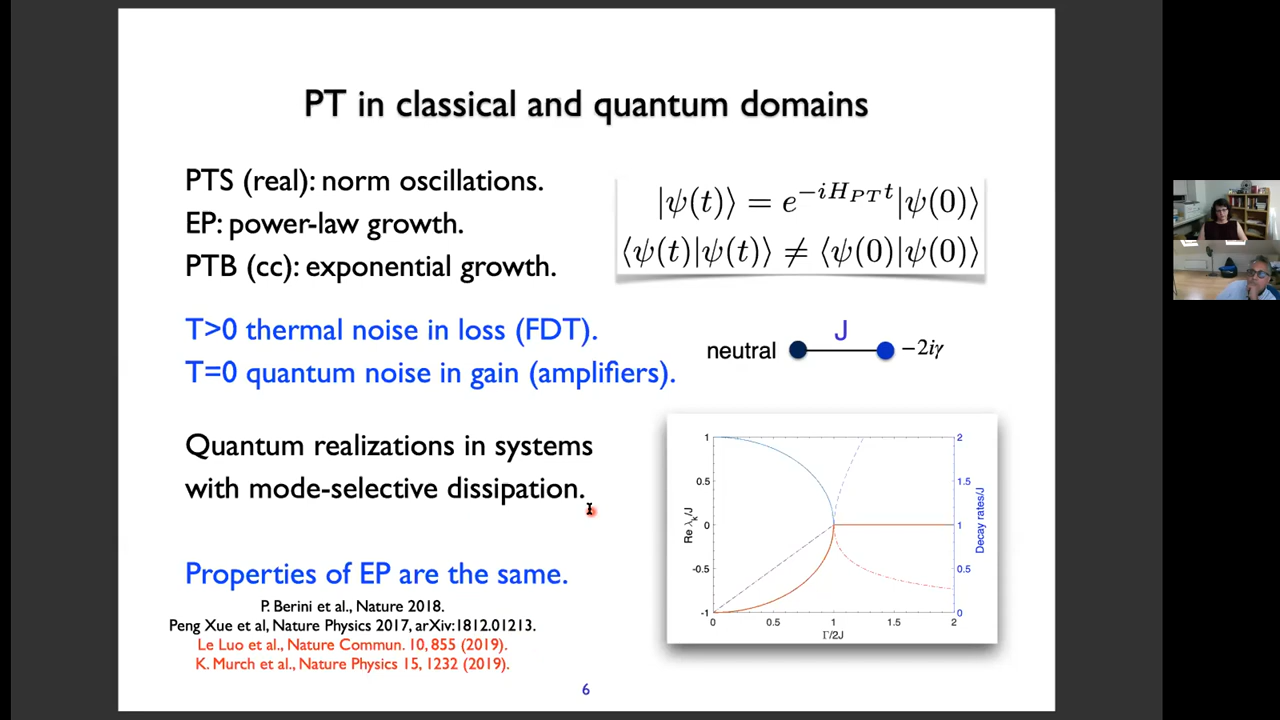 PT in classical and quantum domains
PTS (real): norm oscillations.
EP: power-law growth.
PTB (cc): exponential growth.
|ψ(t)⟩ = e^{-iH_{PT}t}|ψ(0)⟩
⟨ψ(t)|ψ(t)⟩ ≠ ⟨ψ(0)|ψ(0)⟩
T>0 thermal noise in loss (FDT).
T=0 quantum noise in gain (amplifiers).
neutral J −2iγ
Quantum realizations in systems
with mode-selective dissipation.
1
0.5
0
-0.5
-1
Re λ_k/J
2
1.5
1
0.5
0
Decay rates/J
0 0.5 1 1.5 2
Γ/2J
Properties of EP are the same.
P. Berini et al., Nature 2018.
Peng Xue et al, Nature Physics 2017, arXiv:1812.01213.
Le Luo et al., Nature Commun. 10, 855 (2019).
K. Murch et al., Nature Physics 15, 1232 (2019).
6